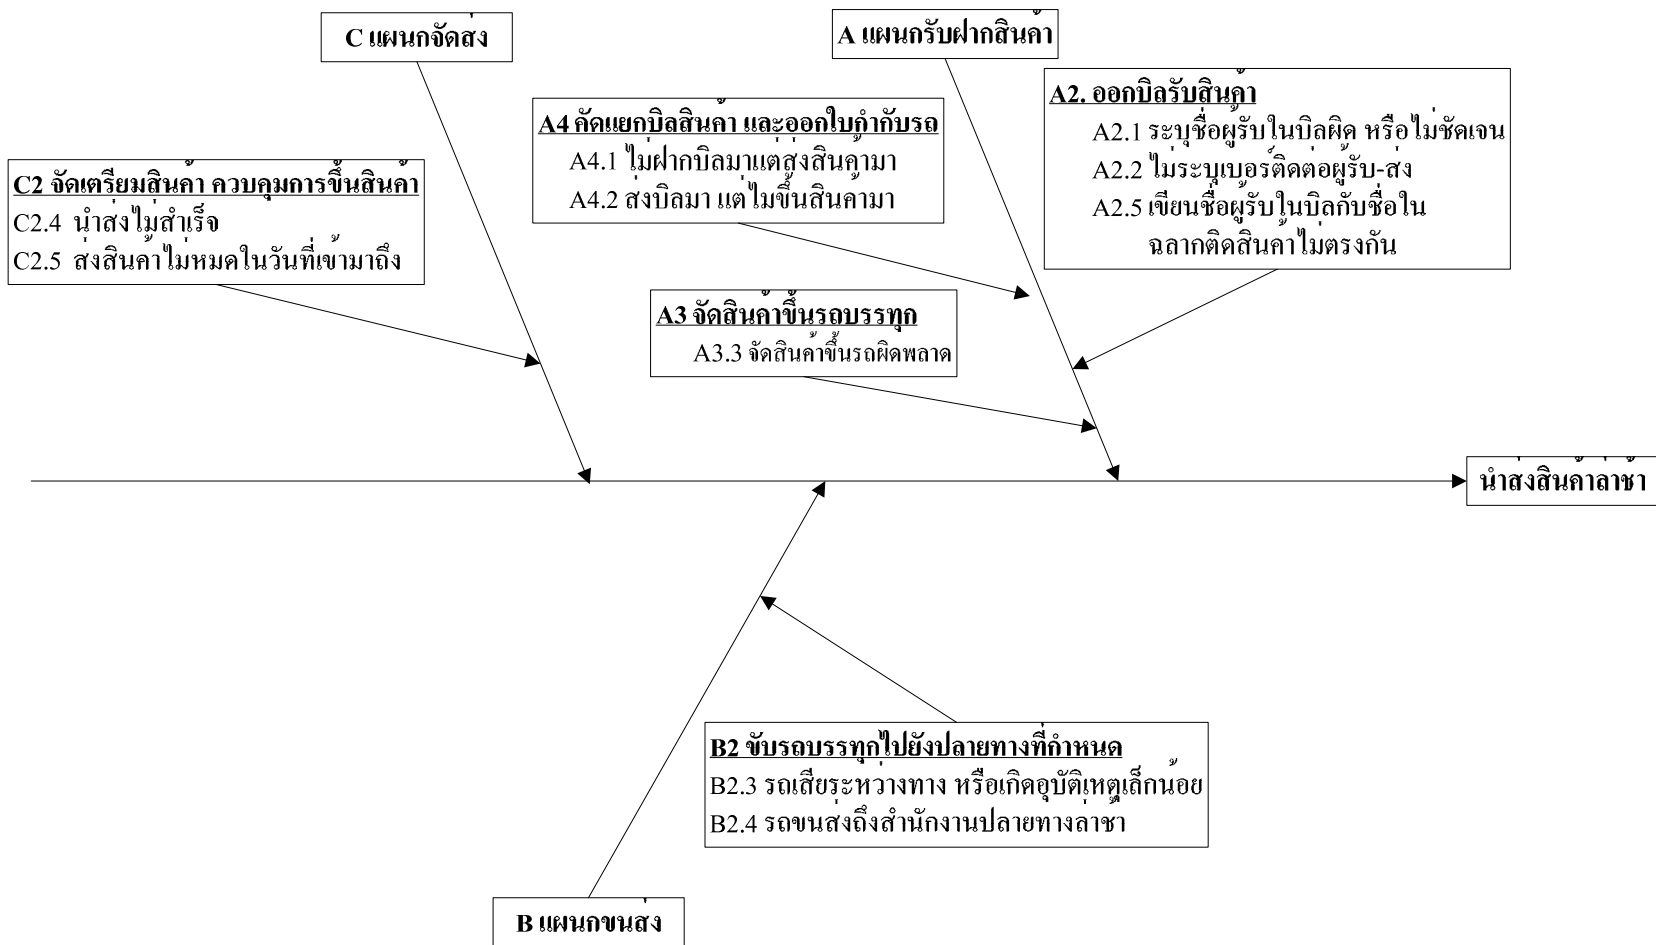 C แผนกจัดส่ง
A แผนกรับฝากสินค้า
A2. ออกบิลรับสินค้า
A2.1 ระบุชื่อผู้รับในบิลผิด หรือไม่ชัดเจน
A2.2 ไม่ระบุเบอร์ติดต่อผู้รับ-ส่ง
A2.5 เขียนชื่อผู้รับในบิลกับชื่อใน
ฉลากติดสินค้าไม่ตรงกัน
A4 คัดแยกบิลสินค้า และออกใบกำกับรถ
A4.1 ไม่ฝากบิลมาแต่ส่งสินค้ามา
A4.2 ส่งบิลมา แต่ไม่ขึ้นสินค้ามา
C2 จัดเตรียมสินค้า ควบคุมการขึ้นสินค้า
C2.4 นำส่งไม่สำเร็จ
C2.5 ส่งสินค้าไม่หมดในวันที่เข้ามาถึง
A3 จัดสินค้าขึ้นรถบรรทุก
A3.3 จัดสินค้าขึ้นรถผิดพลาด
นำส่งสินค้าล่าช้า
B2 ขับรถบรรทุกไปยังปลายทางที่กำหนด
B2.3 รถเสียระหว่างทาง หรือเกิดอุบัติเหตุเล็กน้อย
B2.4 รถขนส่งถึงสำนักงานปลายทางล่าช้า
B แผนกขนส่ง